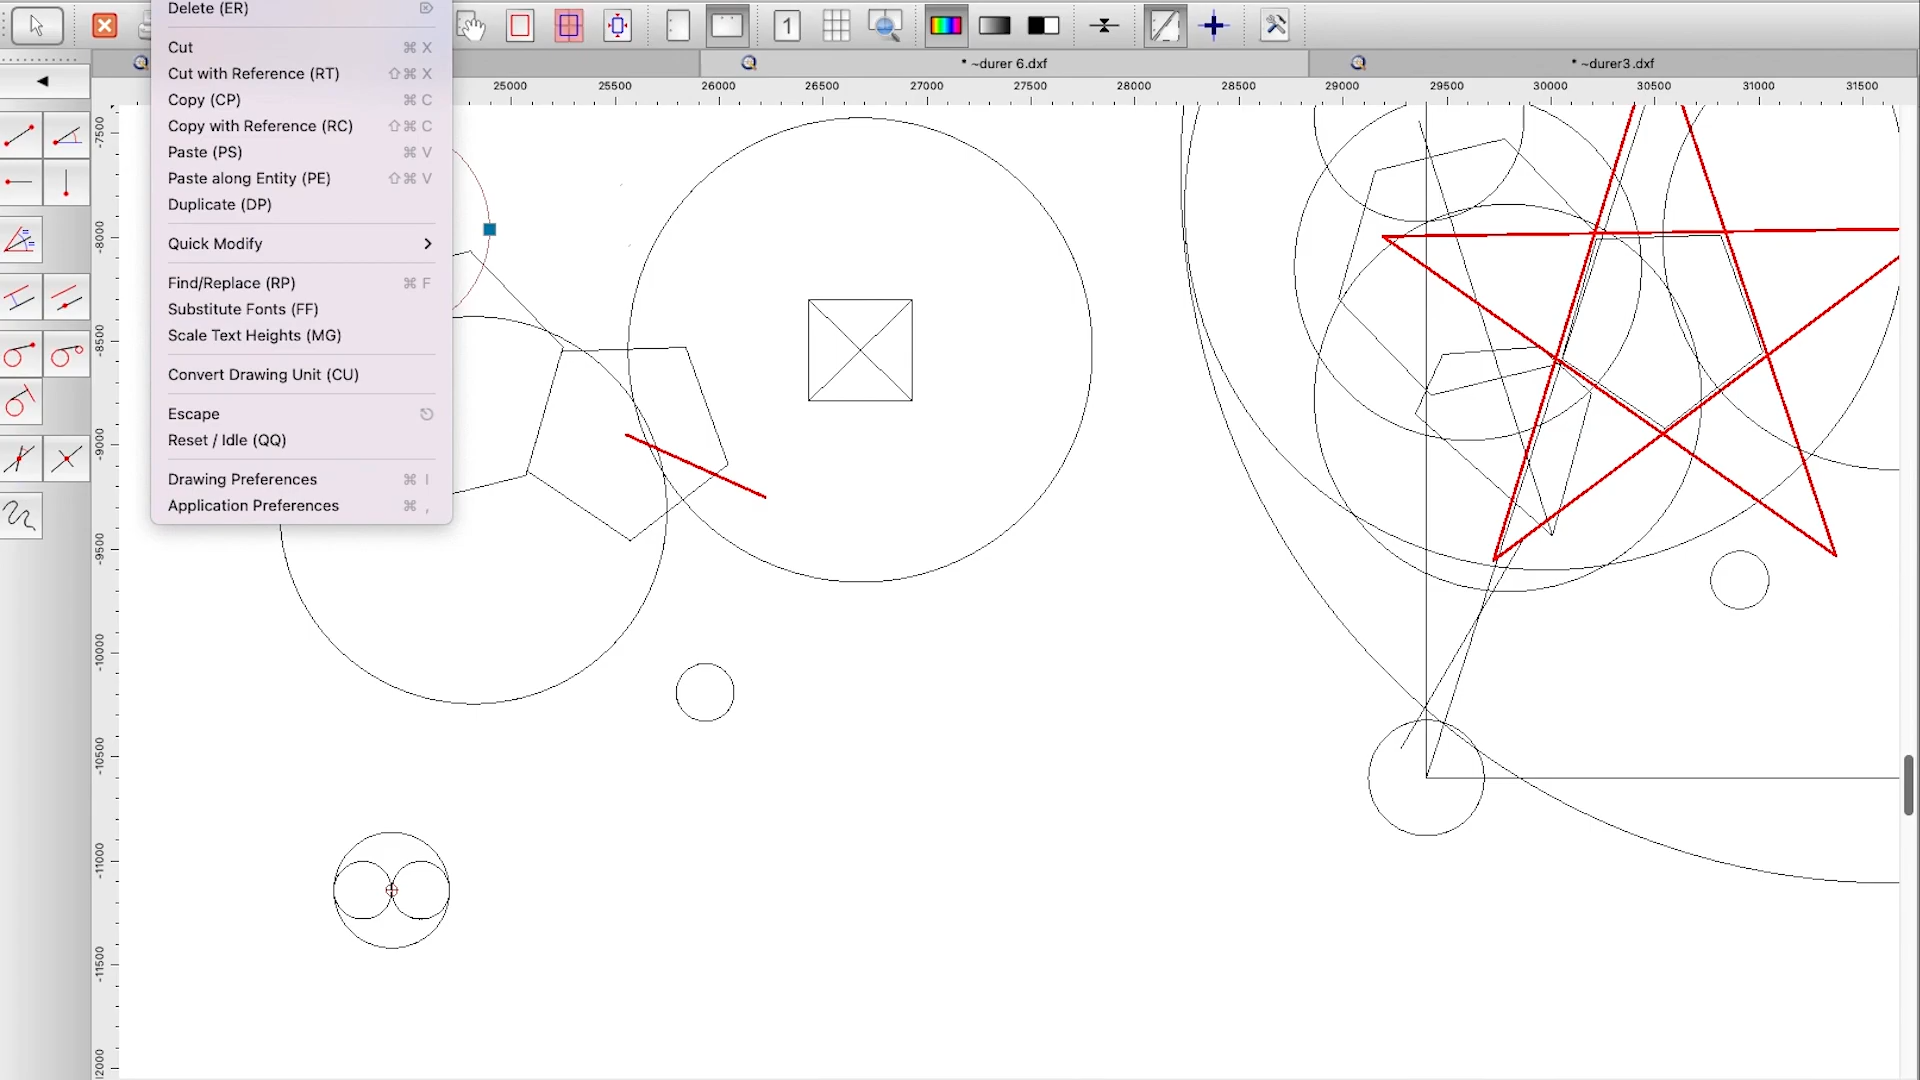 Delete (ER)
Cut ⌘ X
Cut with Reference (RT) ⇧⌘ X
Copy (CP) ⌘ C
Copy with Reference (RC) ⇧⌘ C
Paste (PS) ⌘ V
Paste along Entity (PE) ⇧⌘ V
Duplicate (DP)
Quick Modify
Find/Replace (RP) ⌘ F
Substitute Fonts (FF)
Scale Text Heights (MG)
Convert Drawing Unit (CU)
Escape
Reset / Idle (QQ)
Drawing Preferences ⌘ I
Application Preferences ⌘ ,
1
* ~durer 6.dxf
* ~durer3.dxf
25000 25500 26000 26500 27000 27500 28000 28500 29000 29500 30000 30500 31000 31500
-7500
-8000
-8500
-9000
-9500
-10000
-10500
-11000
-11500
-12000